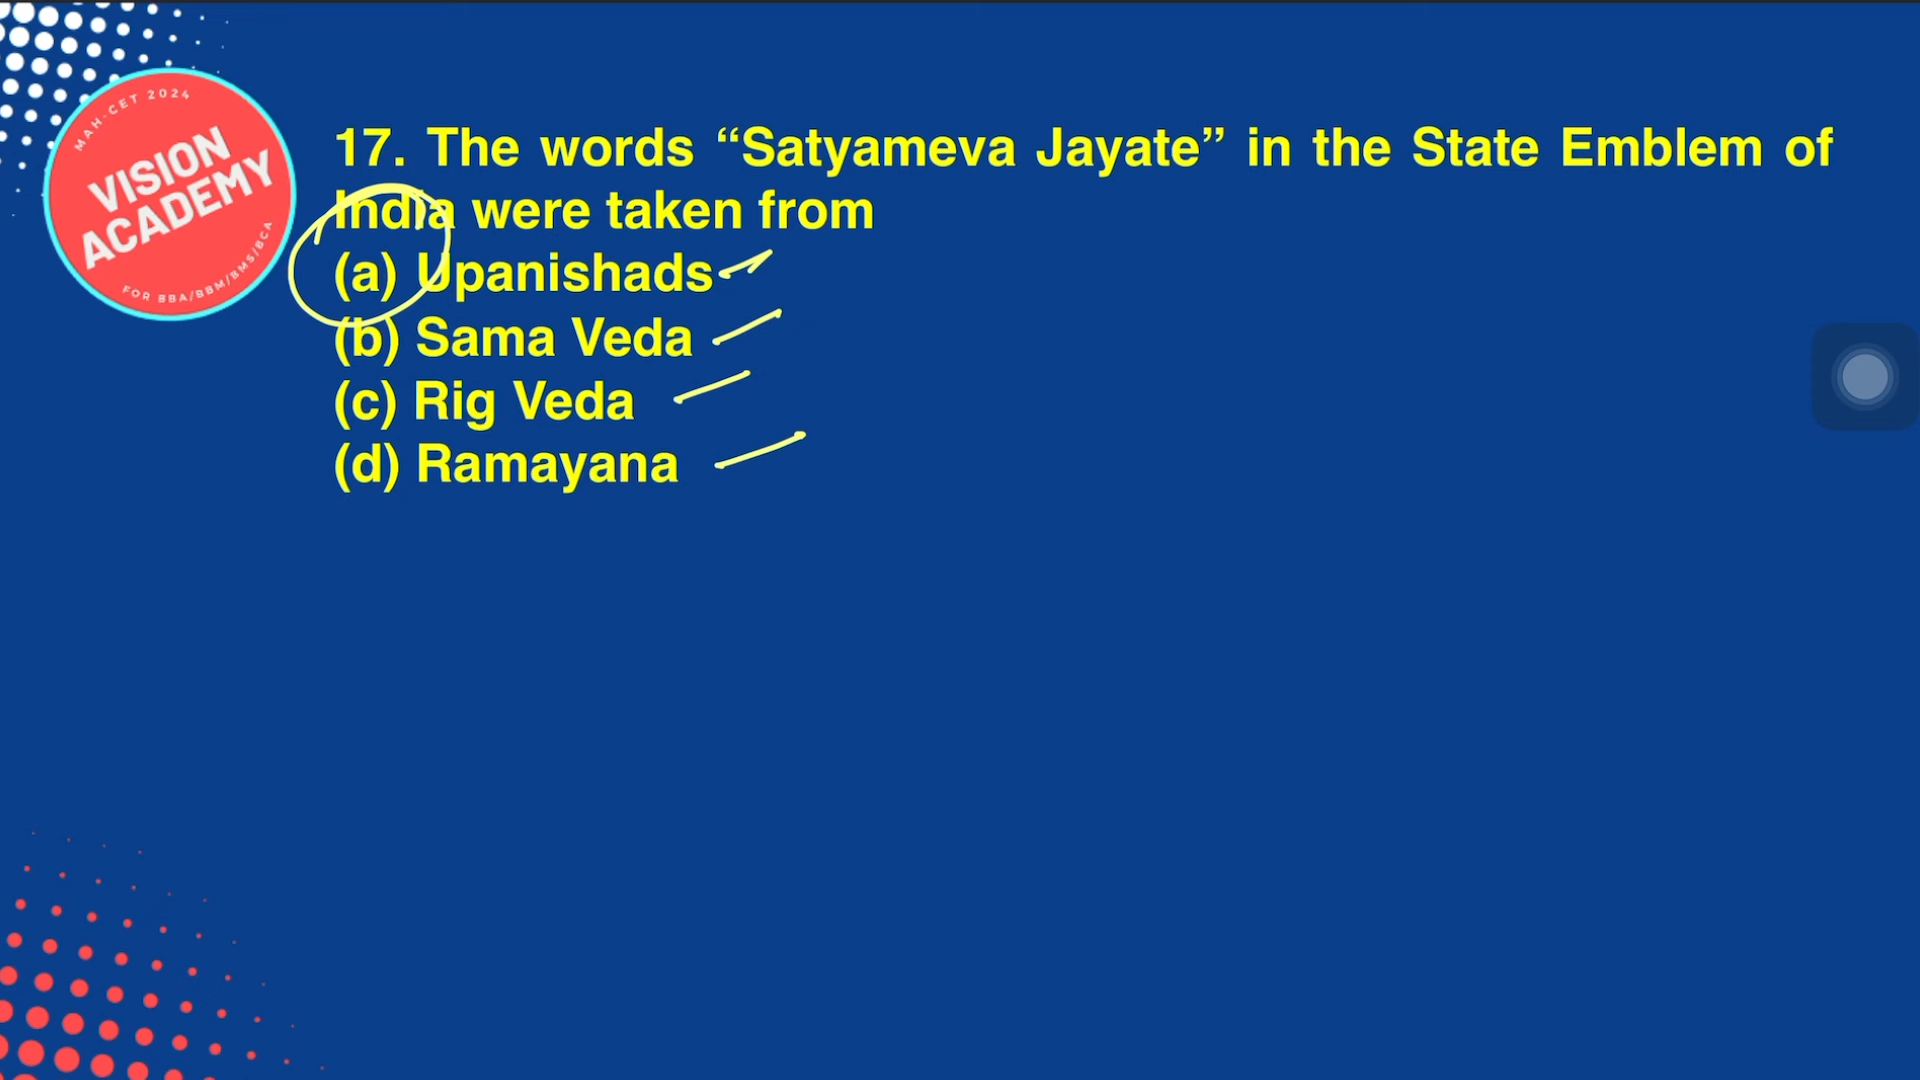 MAH-CET 2024
VISION
ACADEMY
FOR BBA/BBM/BMS/BCA
17. The words “Satyameva Jayate” in the State Emblem of
India were taken from
(a) Upanishads
(b) Sama Veda
(c) Rig Veda
(d) Ramayana